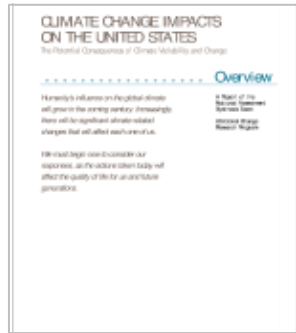 CLIMATE CHANGE IMPACTS
ON THE UNITED STATES
The Potential Consequences of Climate Variability and Change
Overview
Humanity's influence on the global climate
will grow in the coming century. Increasingly,
there will be significant climate-related
changes that will affect each one of us.
We must begin now to consider our
responses, as the actions taken today will
affect the quality of life for us and future
generations.
A Report of the
National Assessment
Synthesis Team
US Global Change
Research Program